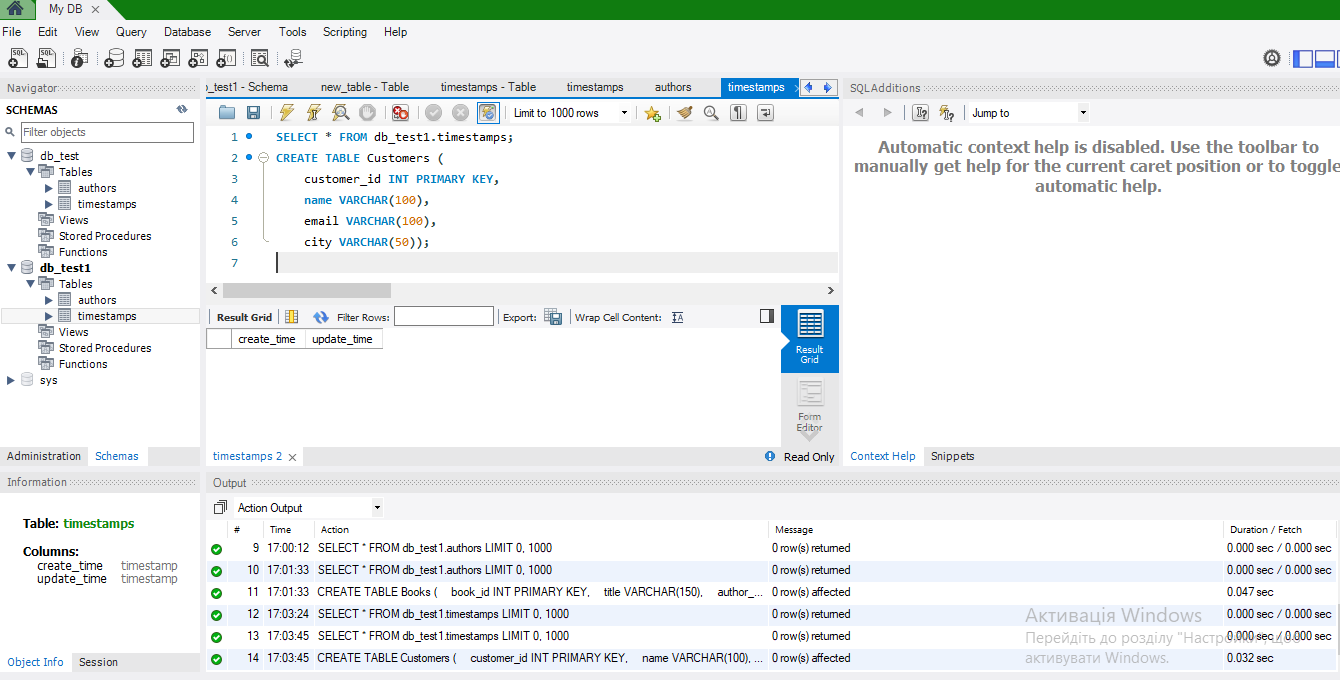 My DB
File Edit View Query Database Server Tools Scripting Help
Navigator
SCHEMAS
Filter objects
db_test
Tables
authors
timestamps
Views
Stored Procedures
Functions
db_test1
Tables
authors
timestamps
Views
Stored Procedures
Functions
sys
Administration Schemas
Information
Table: timestamps
Columns:
create_time timestamp
update_time timestamp
Object Info Session
_test1 - Schema new_table - Table timestamps - Table timestamps authors timestamps
Limit to 1000 rows
1 SELECT * FROM db_test1.timestamps;
2 CREATE TABLE Customers (
3 customer_id INT PRIMARY KEY,
4 name VARCHAR(100),
5 email VARCHAR(100),
6 city VARCHAR(50));
7
Result Grid Filter Rows: Export: Wrap Cell Content:
create_time update_time
Result
Grid
Form
Editor
timestamps 2 Read Only
SQLAdditions
Jump to
Automatic context help is disabled. Use the toolbar to
manually get help for the current caret position or to toggle
automatic help.
Context Help Snippets
Output
Action Output
# Time Action Message Duration / Fetch
9 17:00:12 SELECT * FROM db_test1.authors LIMIT 0, 1000 0 row(s) returned 0.000 sec / 0.000 sec
10 17:01:33 SELECT * FROM db_test1.authors LIMIT 0, 1000 0 row(s) returned 0.000 sec / 0.000 sec
11 17:01:33 CREATE TABLE Books ( book_id INT PRIMARY KEY, title VARCHAR(150), author_... 0 row(s) affected 0.047 sec
12 17:03:24 SELECT * FROM db_test1.timestamps LIMIT 0, 1000 0 row(s) returned 0.000 sec / 0.000 sec
13 17:03:45 SELECT * FROM db_test1.timestamps LIMIT 0, 1000 0 row(s) returned 0.000 sec / 0.000 sec
14 17:03:45 CREATE TABLE Customers ( customer_id INT PRIMARY KEY, name VARCHAR(100), ... 0 row(s) affected 0.032 sec
Активація Windows
Перейдіть до розділу "Настройки", щоб
активувати Windows.